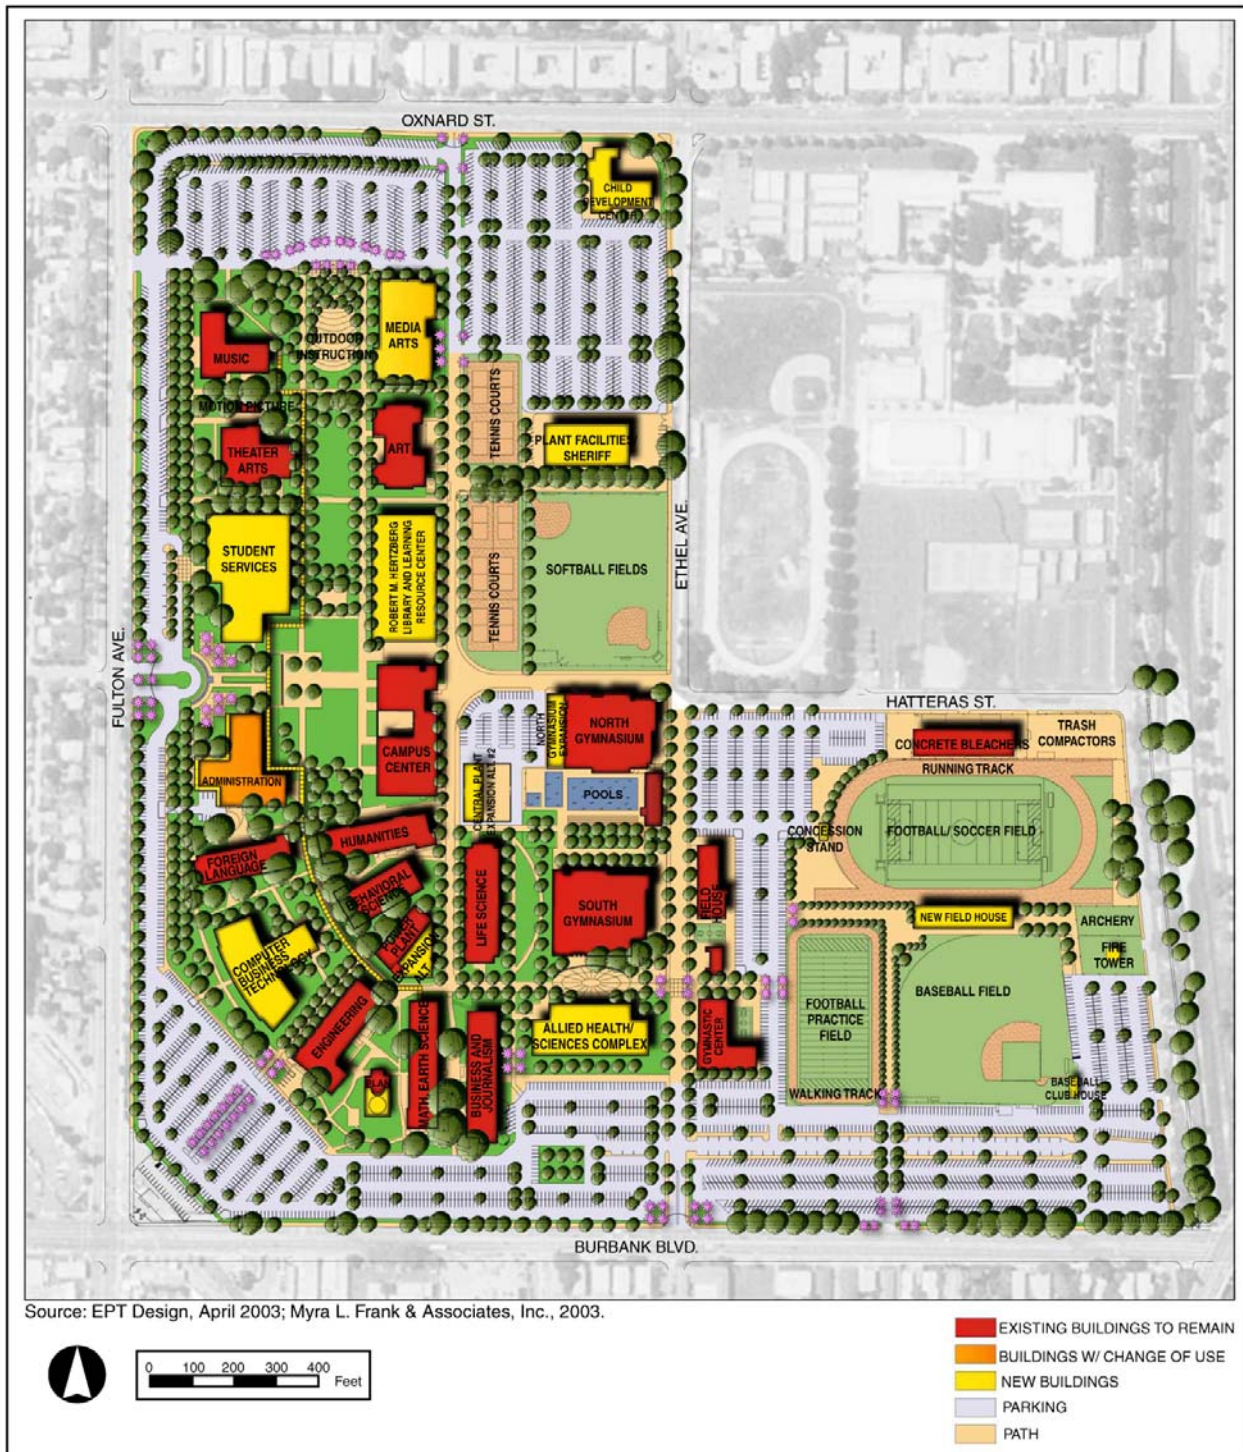 OXNARD ST.
CHILD
DEVELOPMENT
CENTER
MEDIA
ARTS
OUTDOOR
INSTRUCTION
MUSIC
MOTION PICTURE
THEATER
ARTS
ART
TENNIS COURTS
PLANT FACILITIES/
SHERIFF
STUDENT
SERVICES
ROBERT M. HERTZBERG
LIBRARY AND LEARNING
RESOURCE CENTER
TENNIS COURTS
SOFTBALL FIELDS
ETHEL AVE.
FULTON AVE.
HATTERAS ST.
CAMPUS
CENTER
NORTH
GYMNASIUM
EXPANSION
NORTH
GYMNASIUM
CONCRETE BLEACHERS
TRASH
COMPACTORS
RUNNING TRACK
ADMINISTRATION
CENTRAL PLANT
EXPANSION ALT #2
POOLS
CONCESSION
STAND
FOOTBALL/ SOCCER FIELD
HUMANITIES
FOREIGN
LANGUAGE
BEHAVIORAL
SCIENCE
POWER
PLANT
EXPANSION
ALT
LIFE SCIENCE
SOUTH
GYMNASIUM
FIELD
HOUSE
NEW FIELD HOUSE
ARCHERY
FIRE
TOWER
COMPUTER
BUSINESS
TECHNOLOGY
ENGINEERING
MATH, EARTH SCIENCE
BUSINESS AND
JOURNALISM
ALLIED HEALTH/
SCIENCES COMPLEX
GYMNASTIC
CENTER
FOOTBALL
PRACTICE
FIELD
BASEBALL FIELD
WALKING TRACK
BASEBALL
CLUB HOUSE
BURBANK BLVD.
Source: EPT Design, April 2003; Myra L. Frank & Associates, Inc., 2003.
0 100 200 300 400
Feet
EXISTING BUILDINGS TO REMAIN
BUILDINGS W/ CHANGE OF USE
NEW BUILDINGS
PARKING
PATH